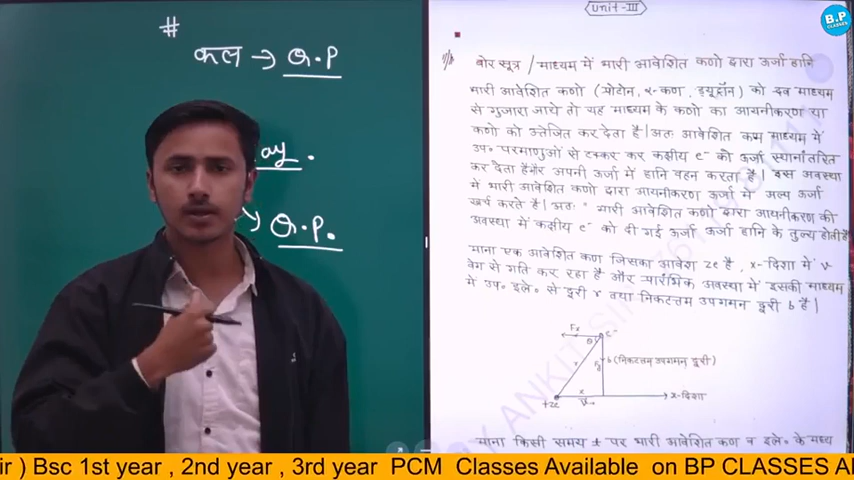 #
कल → Q.P
ay.
→ Q.P.
Unit-III
बोर सूत्र / माध्यम में भारी आवेशित कणो द्वारा ऊर्जा हानि
भारी आवेशित कणो (प्रोटोन, α-कण, ड्यूट्रॉन) को द्रव माध्यम
से गुजारा जाये तो यह माध्यम के कणो का आयनीकरण या
कणो को उत्तेजित कर देता है। अतः आवेशित कण माध्यम में
उप० परमाणुओं से टक्कर कर कक्षीय e⁻ को ऊर्जा स्थानांतरित
कर देता है और अपनी ऊर्जा में हानि वहन करता है। इस अवस्था
में भारी आवेशित कणो द्वारा आयनीकरण ऊर्जा में अल्प ऊर्जा
खर्च करते है। अतः " भारी आवेशित कणो द्वारा आयनीकरण की
अवस्था में कक्षीय e⁻ को दी गई ऊर्जा ऊर्जा हानि के तुल्य होती है
माना एक आवेशित कण जिसका आवेश ze है, x-दिशा में v
वेग से गति कर रहा है और प्रारंभिक अवस्था में इसकी माध्यम
में उप० इले० से दूरी r तथा निकटतम उपगमन दूरी b है|
Fx e⁻
θ
r Fy b (निकटतम उपगमन दूरी)
x
+ze x-दिशा
माना किसी समय t पर भारी आवेशित कण व इले० के मध्य
B.P
CLASSES
ir ) Bsc 1st year , 2nd year , 3rd year PCM Classes Available on BP CLASSES A